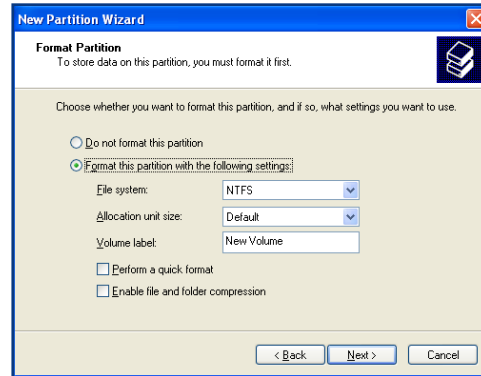 New Partition Wizard
Format Partition
To store data on this partition, you must format it first.
Choose whether you want to format this partition, and if so, what settings you want to use.
Do not format this partition
Format this partition with the following settings:
File system: NTFS
Allocation unit size: Default
Volume label: New Volume
Perform a quick format
Enable file and folder compression
< Back Next > Cancel